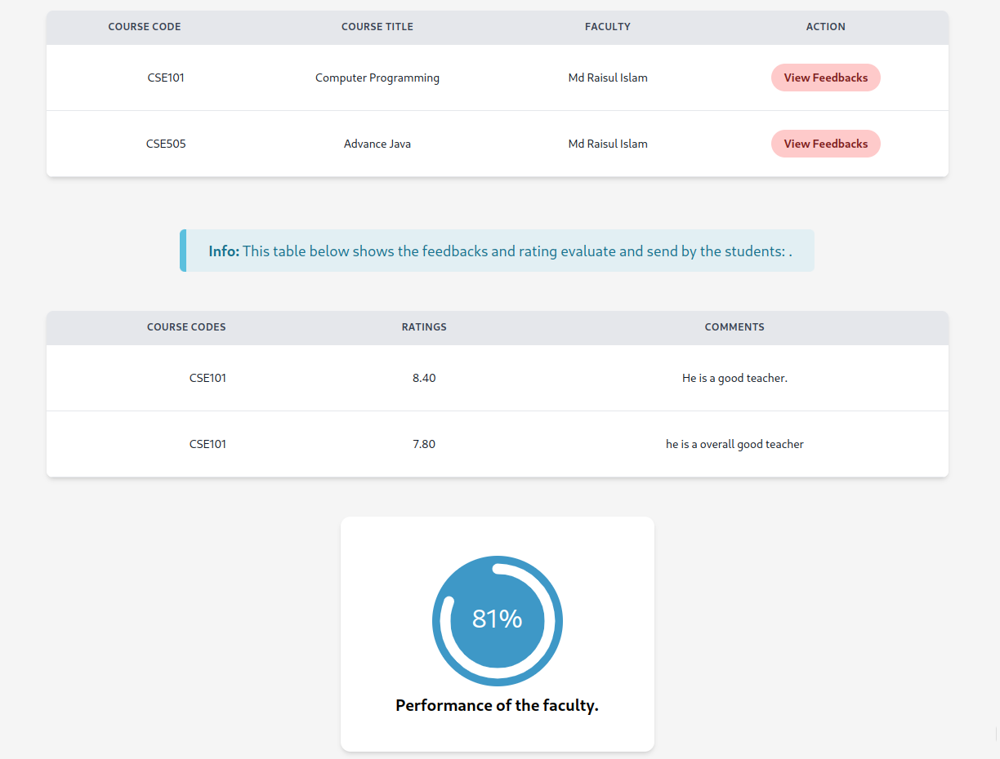 COURSE CODE COURSE TITLE FACULTY ACTION
CSE101 Computer Programming Md Raisul Islam View Feedbacks
CSE505 Advance Java Md Raisul Islam View Feedbacks
Info: This table below shows the feedbacks and rating evaluate and send by the students: .
COURSE CODES RATINGS COMMENTS
CSE101 8.40 He is a good teacher.
CSE101 7.80 he is a overall good teacher
81%
Performance of the faculty.